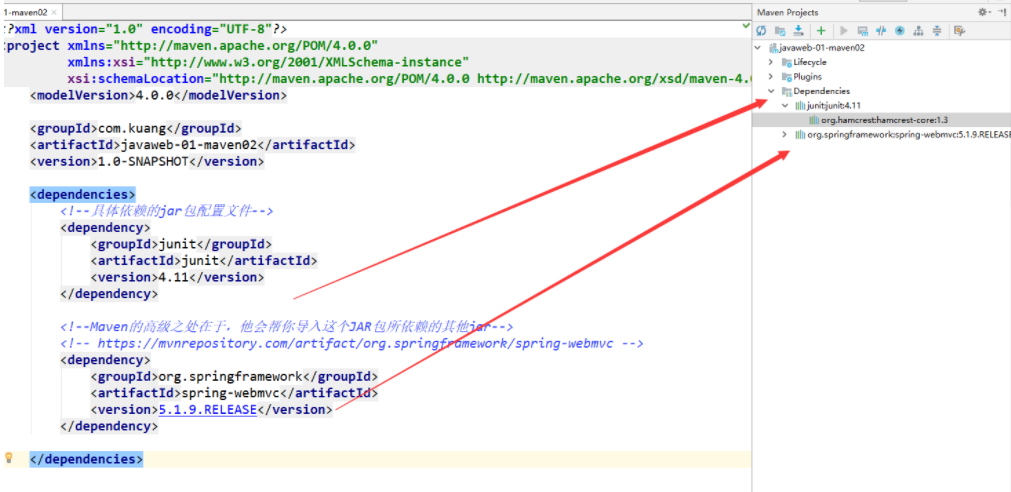 1-maven02
?xml version="1.0" encoding="UTF-8"?>
project xmlns="http://maven.apache.org/POM/4.0.0"
xmlns:xsi="http://www.w3.org/2001/XMLSchema-instance"
xsi:schemaLocation="http://maven.apache.org/POM/4.0.0 http://maven.apache.org/xsd/maven-4.
<modelVersion>4.0.0</modelVersion>
<groupId>com.kuang</groupId>
<artifactId>javaweb-01-maven02</artifactId>
<version>1.0-SNAPSHOT</version>
<dependencies>
<!--具体依赖的jar包配置文件-->
<dependency>
<groupId>junit</groupId>
<artifactId>junit</artifactId>
<version>4.11</version>
</dependency>
<!--Maven的高级之处在于，他会帮你导入这个JAR包所依赖的其他jar-->
<!-- https://mvnrepository.com/artifact/org.springframework/spring-webmvc -->
<dependency>
<groupId>org.springframework</groupId>
<artifactId>spring-webmvc</artifactId>
<version>5.1.9.RELEASE</version>
</dependency>
</dependencies>
Maven Projects
javaweb-01-maven02
Lifecycle
Plugins
Dependencies
junit:junit:4.11
org.hamcrest:hamcrest-core:1.3
org.springframework:spring-webmvc:5.1.9.RELEASE